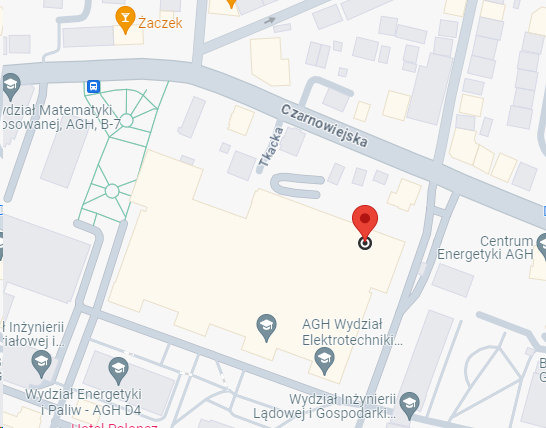 Żaczek
ydział Matematyki
osowanej, AGH, B-7
Czarnowiejska
Tkacka
Centrum
Energetyki AGH
AGH Wydział
Elektrotechniki...
ł Inżynierii
iałowej i...
Wydział Energetyki
i Paliw - AGH D4
Wydział Inżynierii
Lądowej i Gospodarki...
Hotel Polonez